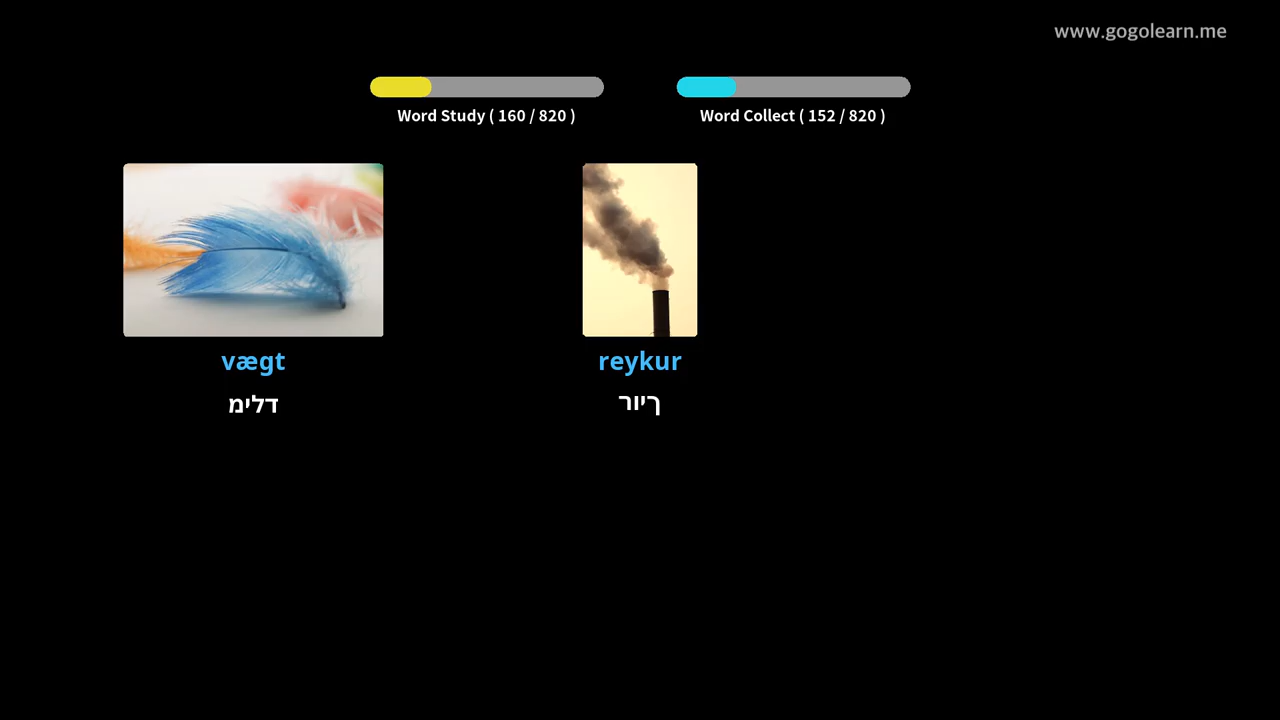 www.gogolearn.me
Word Study ( 160 / 820 )
Word Collect ( 152 / 820 )
vægt
דלימ
reykur
ךיור